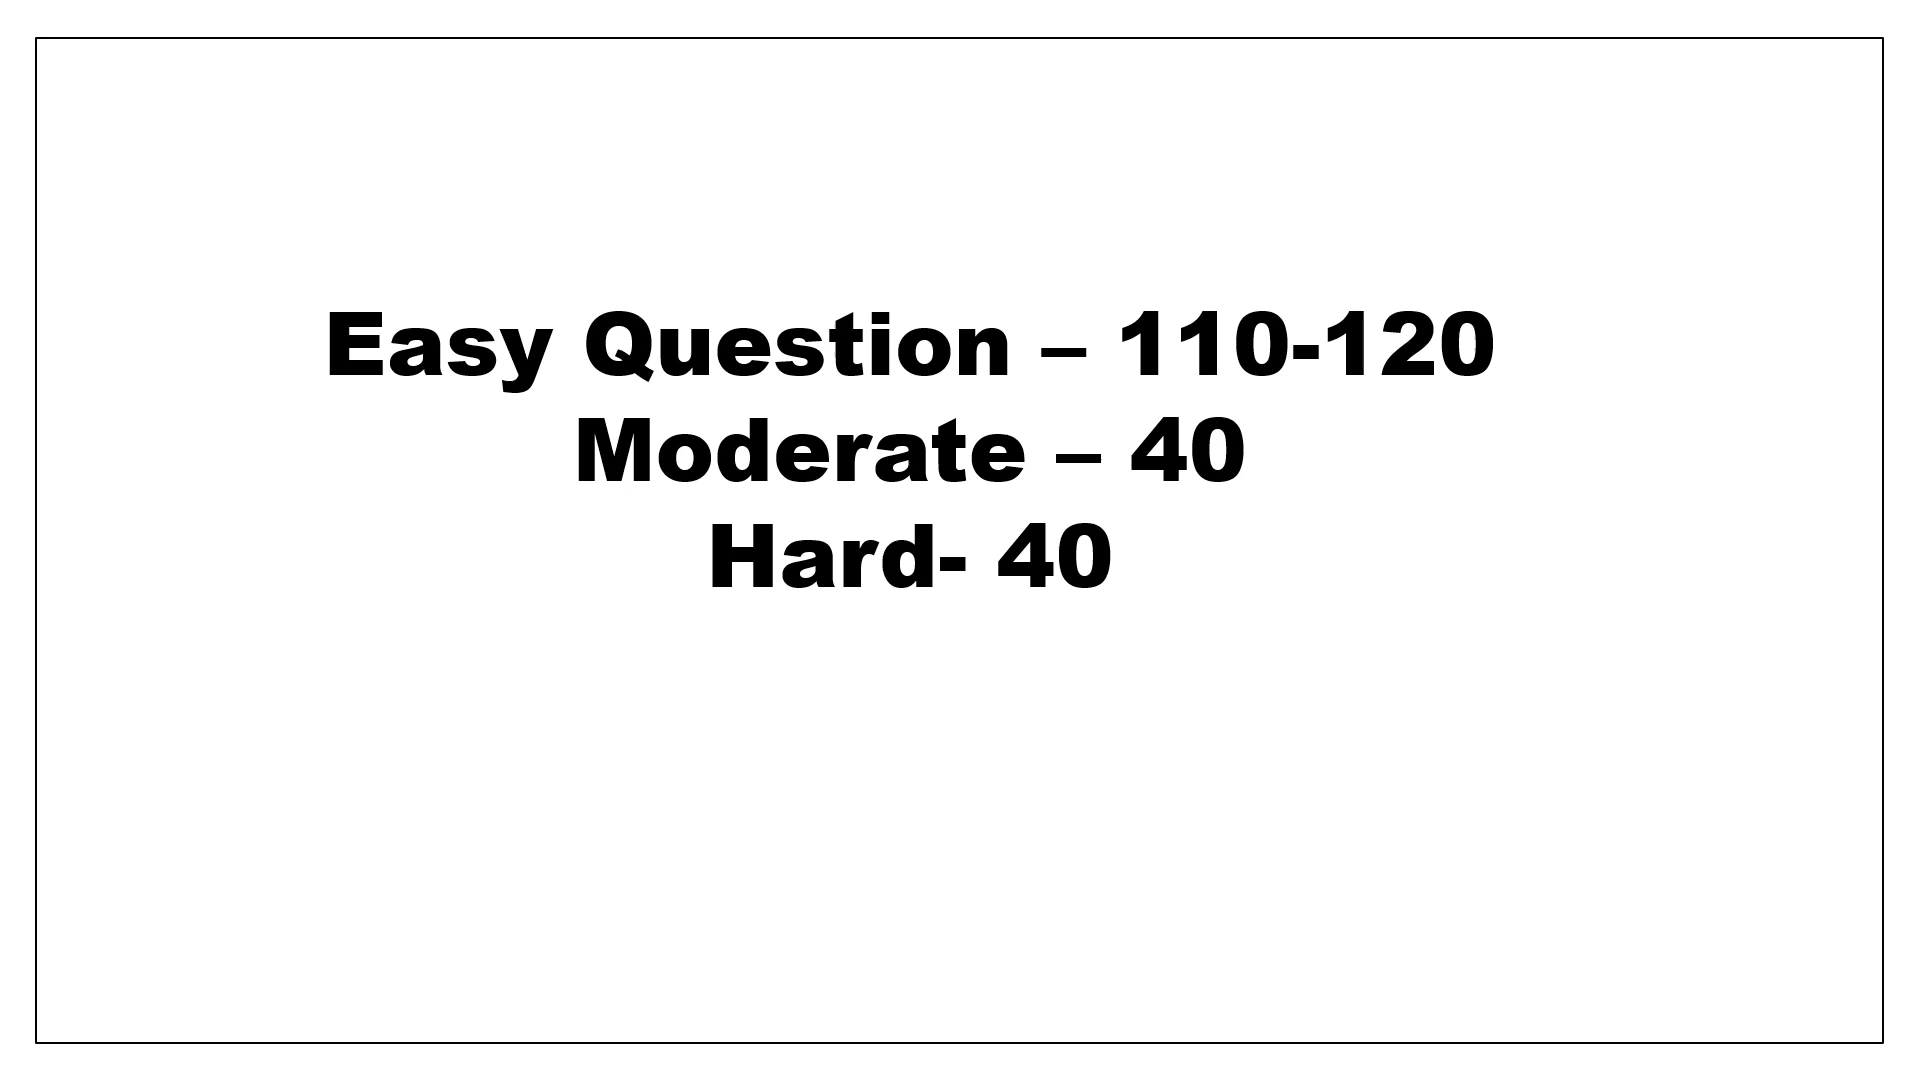 Easy Question – 110-120
Moderate – 40
Hard- 40